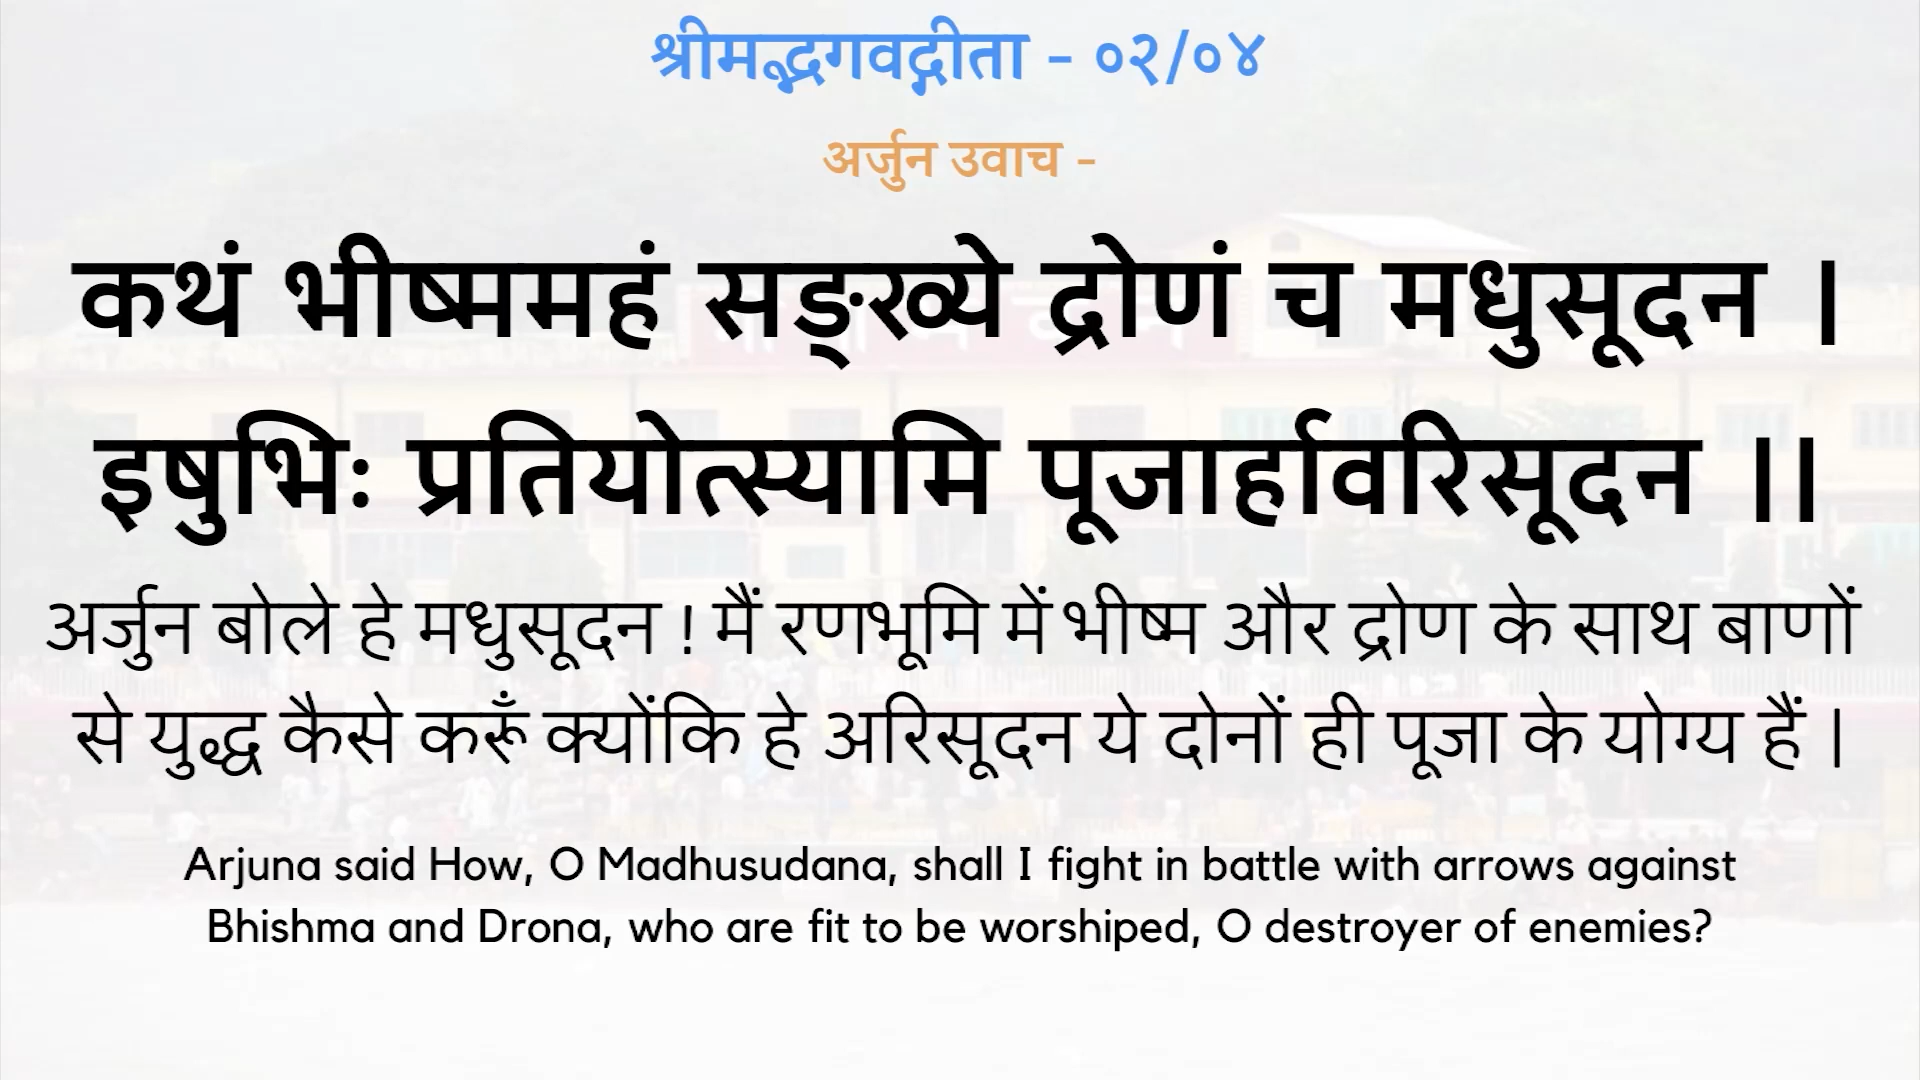 श्रीमद्भगवद्गीता - ०२/०४
अर्जुन उवाच -
कथं भीष्ममहं सङ्ख्ये द्रोणं च मधुसूदन ।
इषुभिः प्रतियोत्स्यामि पूजार्हावरिसूदन ।।
अर्जुन बोले हे मधुसूदन ! मैं रणभूमि में भीष्म और द्रोण के साथ बाणों
से युद्ध कैसे करूँ क्योंकि हे अरिसूदन ये दोनों ही पूजा के योग्य हैं |
Arjuna said How, O Madhusudana, shall I fight in battle with arrows against
Bhishma and Drona, who are fit to be worshiped, O destroyer of enemies?